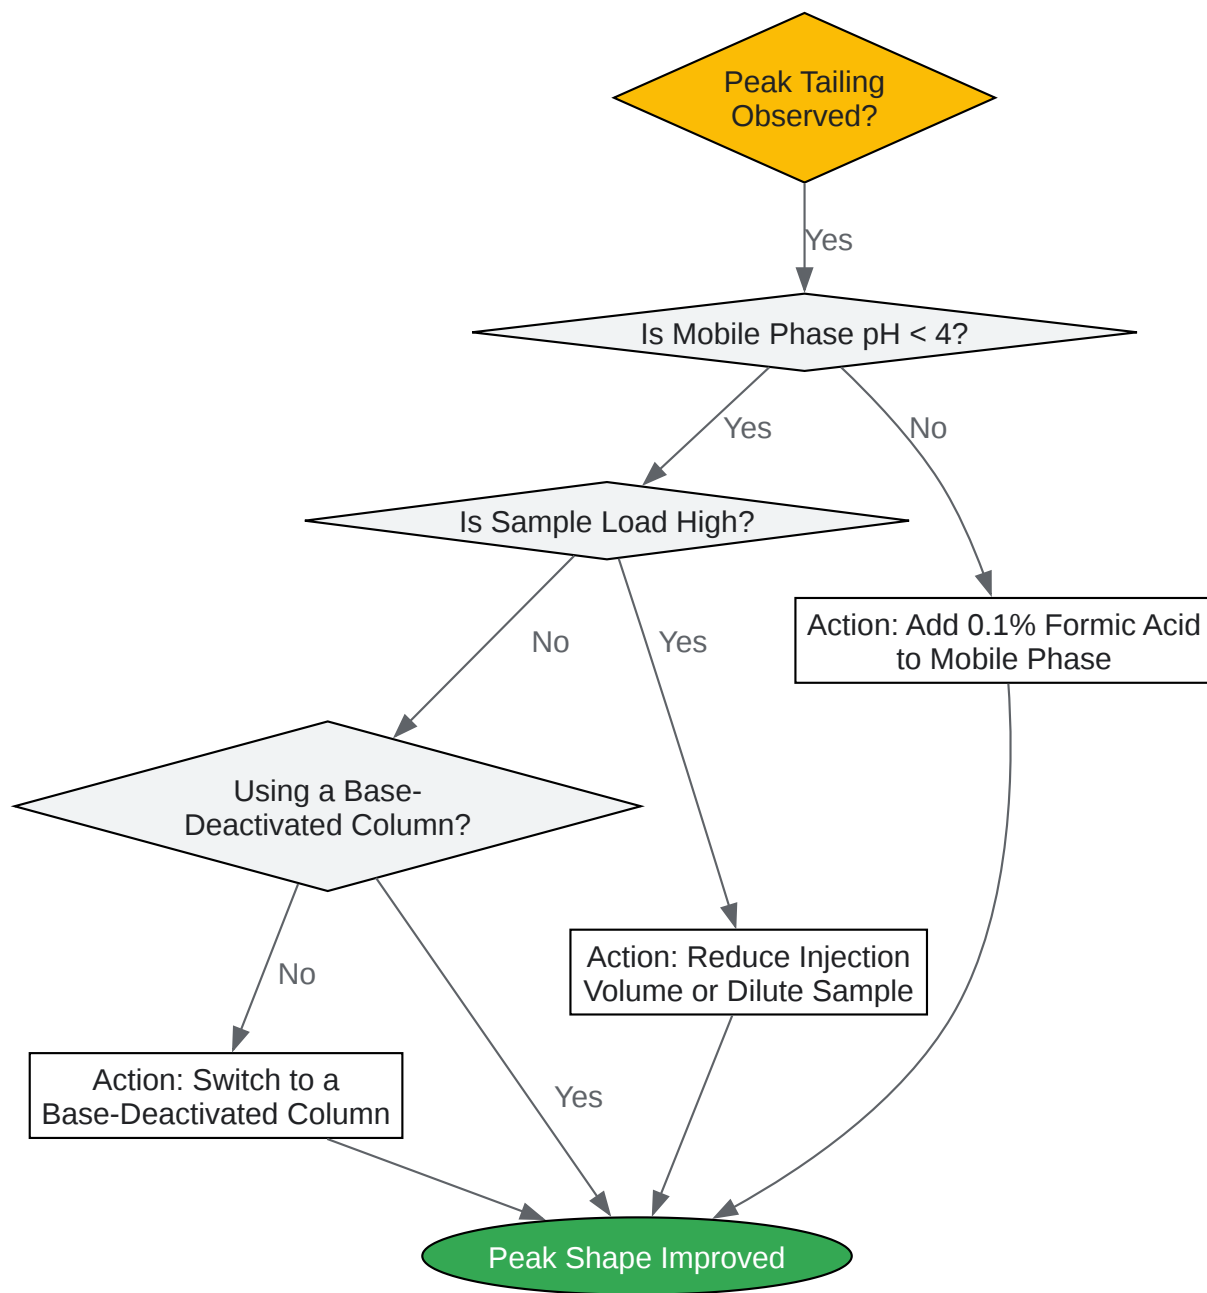 Peak Tailing
Observed?
Yes
Is Mobile Phase pH < 4?
Yes
No
Is Sample Load High?
No
Yes
Action: Add 0.1% Formic Acid
to Mobile Phase
Using a Base-
Deactivated Column?
Action: Reduce Injection
Volume or Dilute Sample
No
Action: Switch to a
Base-Deactivated Column
Yes
Peak Shape Improved